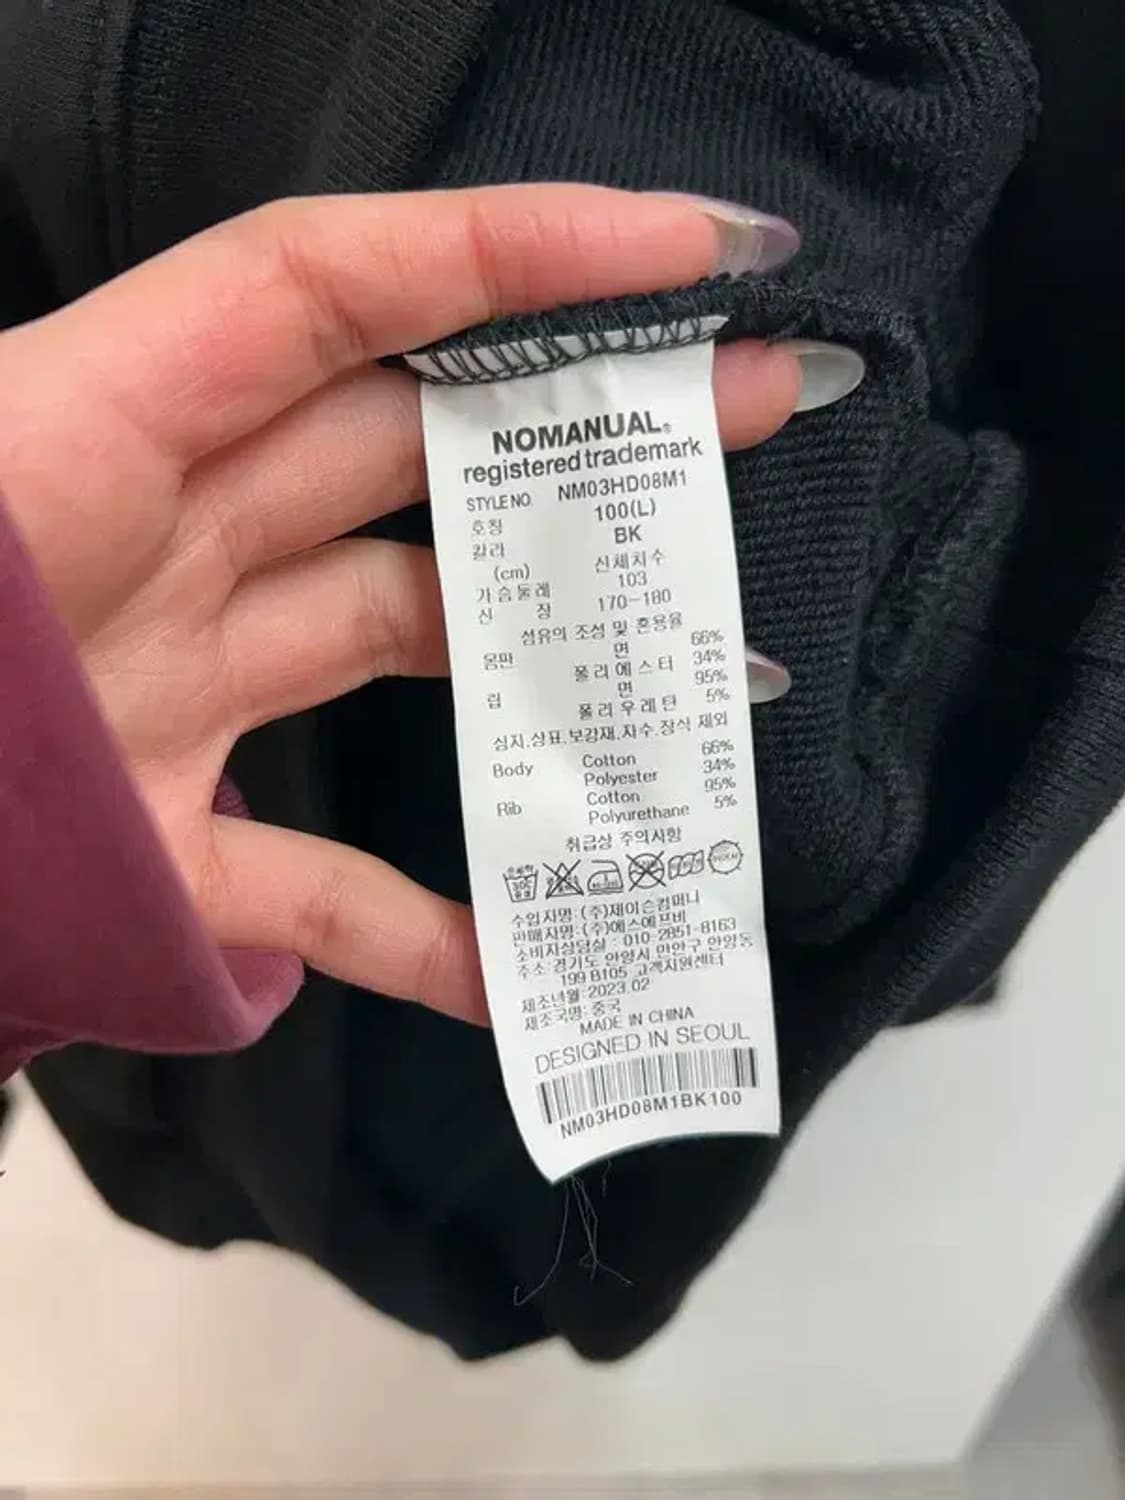 NOMANUAL®
registered trademark
STYLE NO. NM03HD08M1
호칭 100(L)
칼라 BK
(cm) 신체치수
가슴둘레 103
신 장 170-180
섬유의 조성 및 혼용율
몸판 면 66%
폴리에스터 34%
립 면 95%
폴리우레탄 5%
심지.상표.보강재.자수.장식 제외
Body Cotton 66%
Polyester 34%
Rib Cotton 95%
Polyurethane 5%
취급상 주의사항
30℃
수입자명:(주)제이슨컴퍼니
판매자명:(주)에스에프비
소비자상담실 : 010-2851-8163
주소:경기도 안양시 만안구 안양동
199 B105 고객지원센터
제조년월:2023.02
제조국명:중국
MADE IN CHINA
DESIGNED IN SEOUL
NM03HD08M1BK100